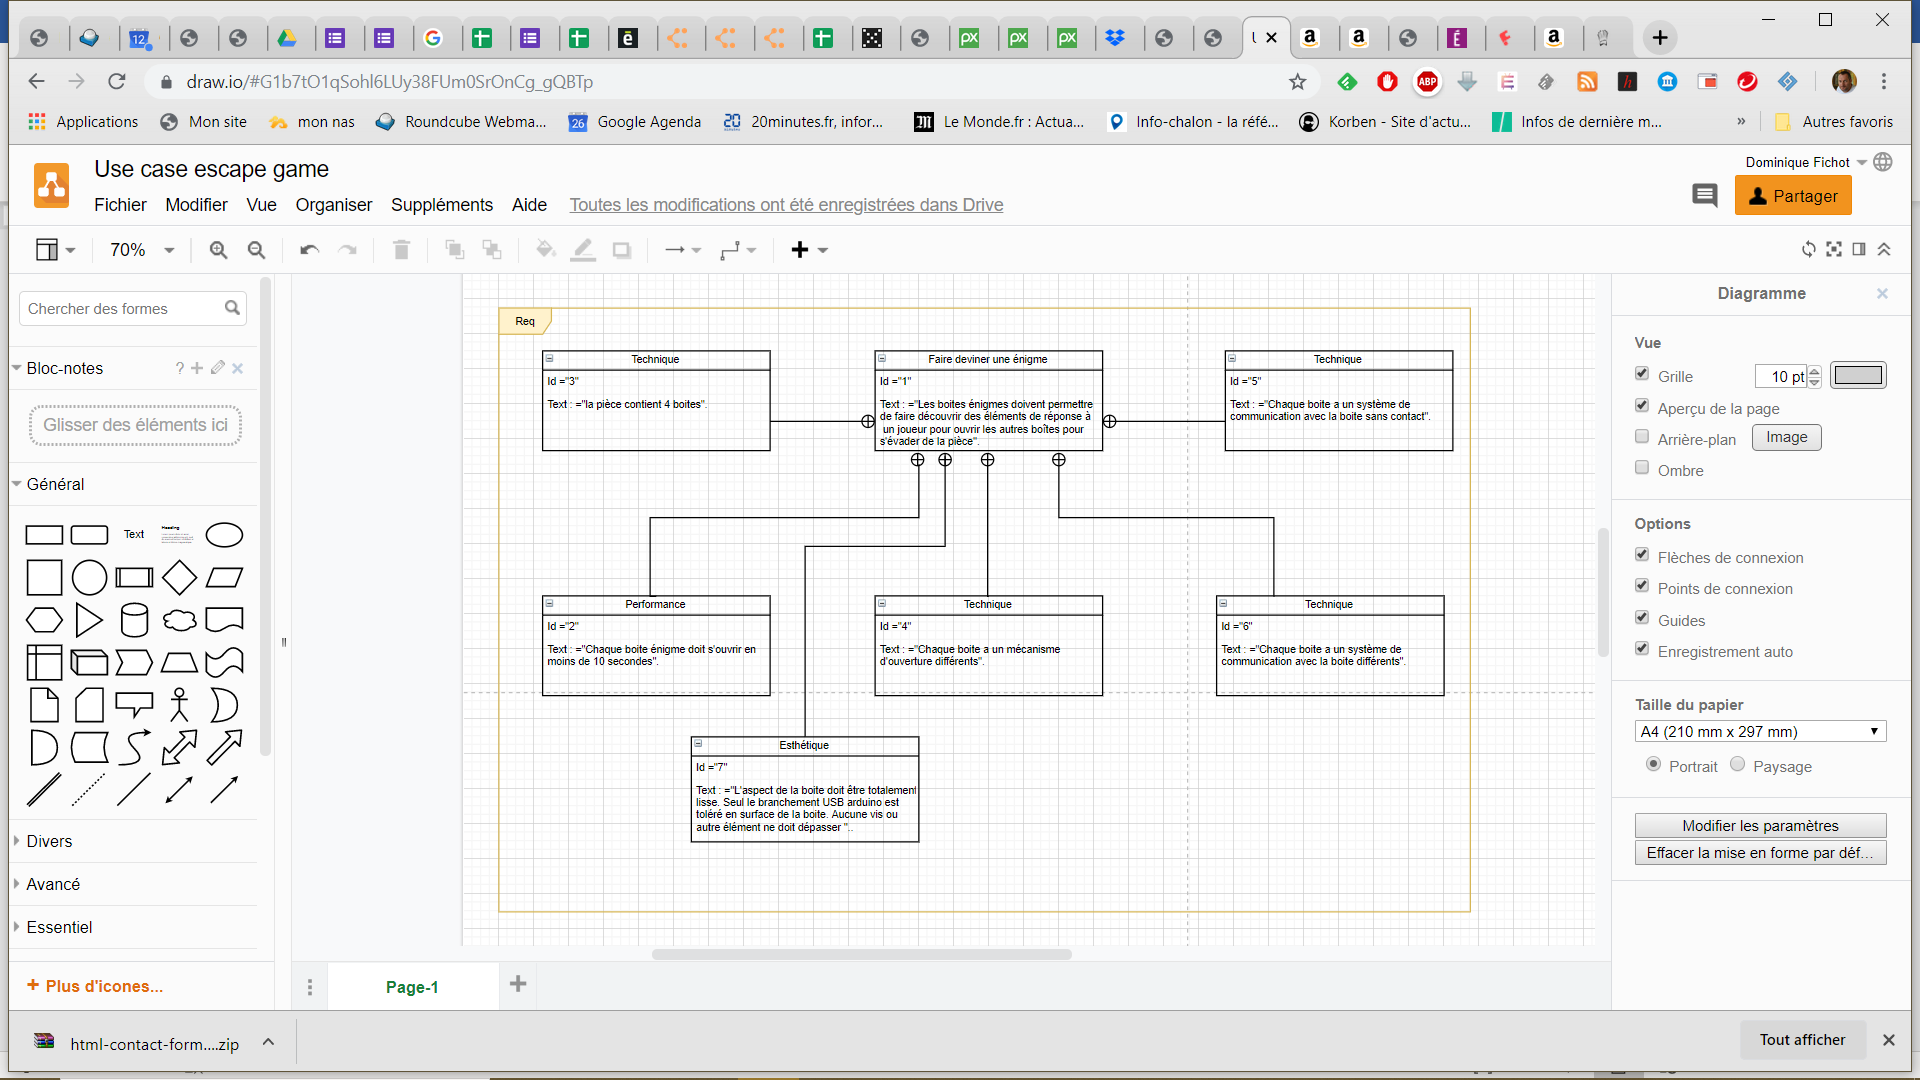 12
draw.io/#G1b7tO1qSohl6LUy38FUm0SrOnCg_gQBTp
ABP
Applications
Mon site
mon nas
Roundcube Webma...
26
Google Agenda
20minutes.fr, infor...
Le Monde.fr : Actua...
Info-chalon - la réfé...
Korben - Site d'actu...
Infos de dernière m...
»
Autres favoris
Use case escape game
Dominique Fichot
Fichier
Modifier
Vue
Organiser
Suppléments
Aide
Toutes les modifications ont été enregistrées dans Drive
Partager
70%
Chercher des formes
Bloc-notes
?
Glisser des éléments ici
Général
Text
Heading
Divers
Avancé
Essentiel
+ Plus d'icones...
Req
Technique
Id ="3"
Text : ="la pièce contient 4 boites".
Faire deviner une énigme
Id ="1"
Text : ="Les boites énigmes doivent permettre
de faire découvrir des éléments de réponse à
un joueur pour ouvrir les autres boîtes pour
s'évader de la pièce".
Technique
Id ="5"
Text : ="Chaque boite a un système de
communication avec la boite sans contact".
Performance
Id ="2"
Text : ="Chaque boite énigme doit s'ouvrir en
moins de 10 secondes".
Technique
Id ="4"
Text : ="Chaque boite a un mécanisme
d'ouverture différents".
Technique
Id ="6"
Text : ="Chaque boite a un système de
communication avec la boite différents".
Esthétique
Id ="7"
Text : ="L'aspect de la boite doit être totalement
lisse. Seul le branchement USB arduino est
toléré en surface de la boite. Aucune vis ou
autre élément ne doit dépasser "..
Page-1
Diagramme
Vue
Grille
10 pt
Aperçu de la page
Arrière-plan
Image
Ombre
Options
Flèches de connexion
Points de connexion
Guides
Enregistrement auto
Taille du papier
A4 (210 mm x 297 mm)
Portrait
Paysage
Modifier les paramètres
Effacer la mise en forme par déf...
html-contact-form....zip
Tout afficher